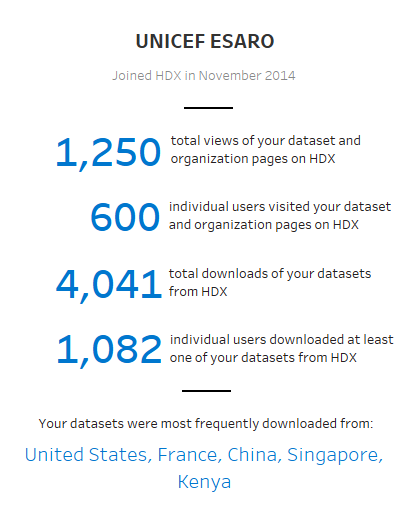 UNICEF ESARO
Joined HDX in November 2014
1,250 total views of your dataset and
organization pages on HDX
600 individual users visited your dataset
and organization pages on HDX
4,041 total downloads of your datasets
from HDX
1,082 individual users downloaded at least
one of your datasets from HDX
Your datasets were most frequently downloaded from:
United States, France, China, Singapore,
Kenya